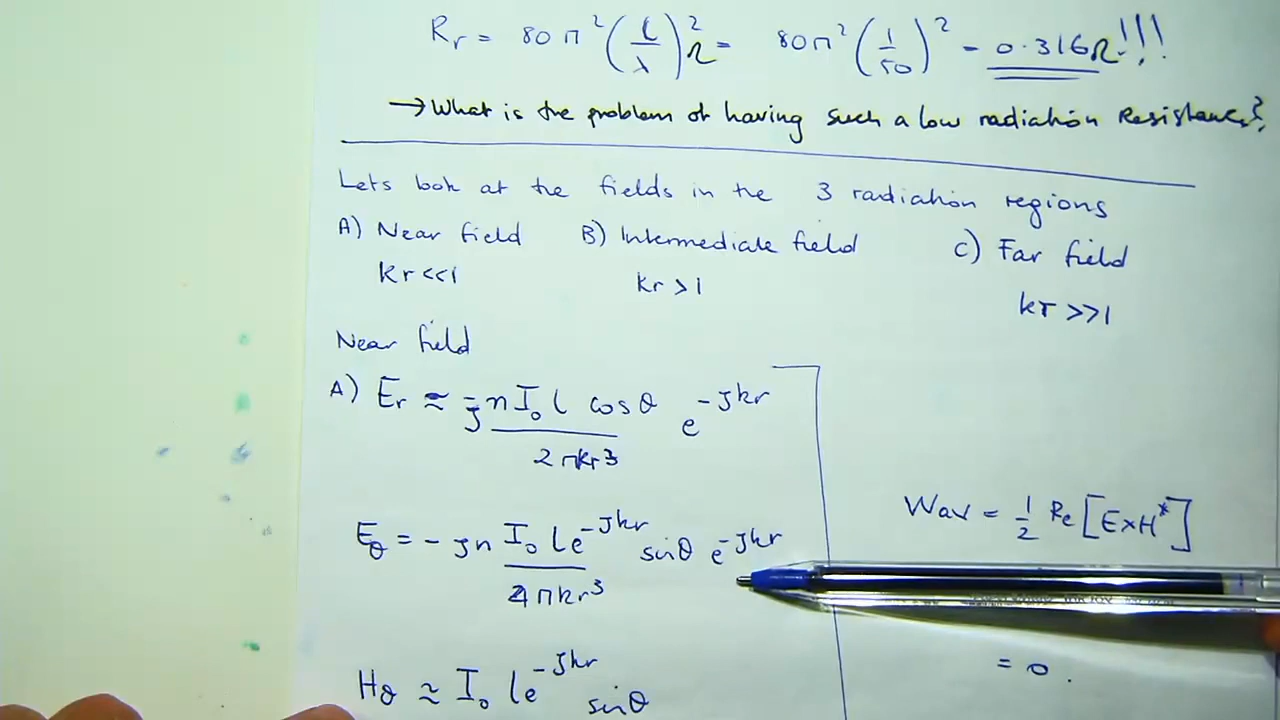 Rr = 80π²(l/λ)²Ω = 80π²(1/50)² = 0.316Ω!!!
→ What is the problem of having such a low radiation Resistance?
Lets look at the fields in the 3 radiation regions
A) Near field B) Intermediate field C) Far field
kr<<1 kr>1 kr>>1
Near field
A) Er ≈ -jηI₀l cosθ e^-jkr
2πkr³
Wav = 1/2 Re[E×H*]
Eθ = -jη I₀le^-jkr sinθ e^-jkr
4πkr³
= 0.
Hθ ≈ I₀ le^-jkr sinθ